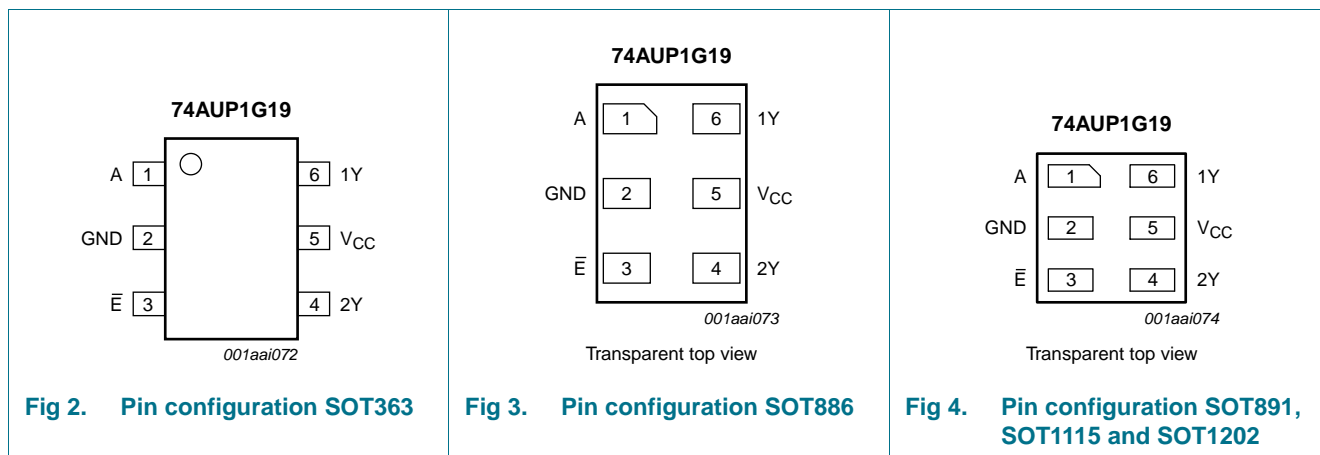 74AUP1G19
A 1 6 1Y
GND 2 5 VCC
E̅ 3 4 2Y
001aai072
Fig 2. Pin configuration SOT363
74AUP1G19
A 1 6 1Y
GND 2 5 VCC
E̅ 3 4 2Y
001aai073
Transparent top view
Fig 3. Pin configuration SOT886
74AUP1G19
A 1 6 1Y
GND 2 5 VCC
E̅ 3 4 2Y
001aai074
Transparent top view
Fig 4. Pin configuration SOT891,
SOT1115 and SOT1202